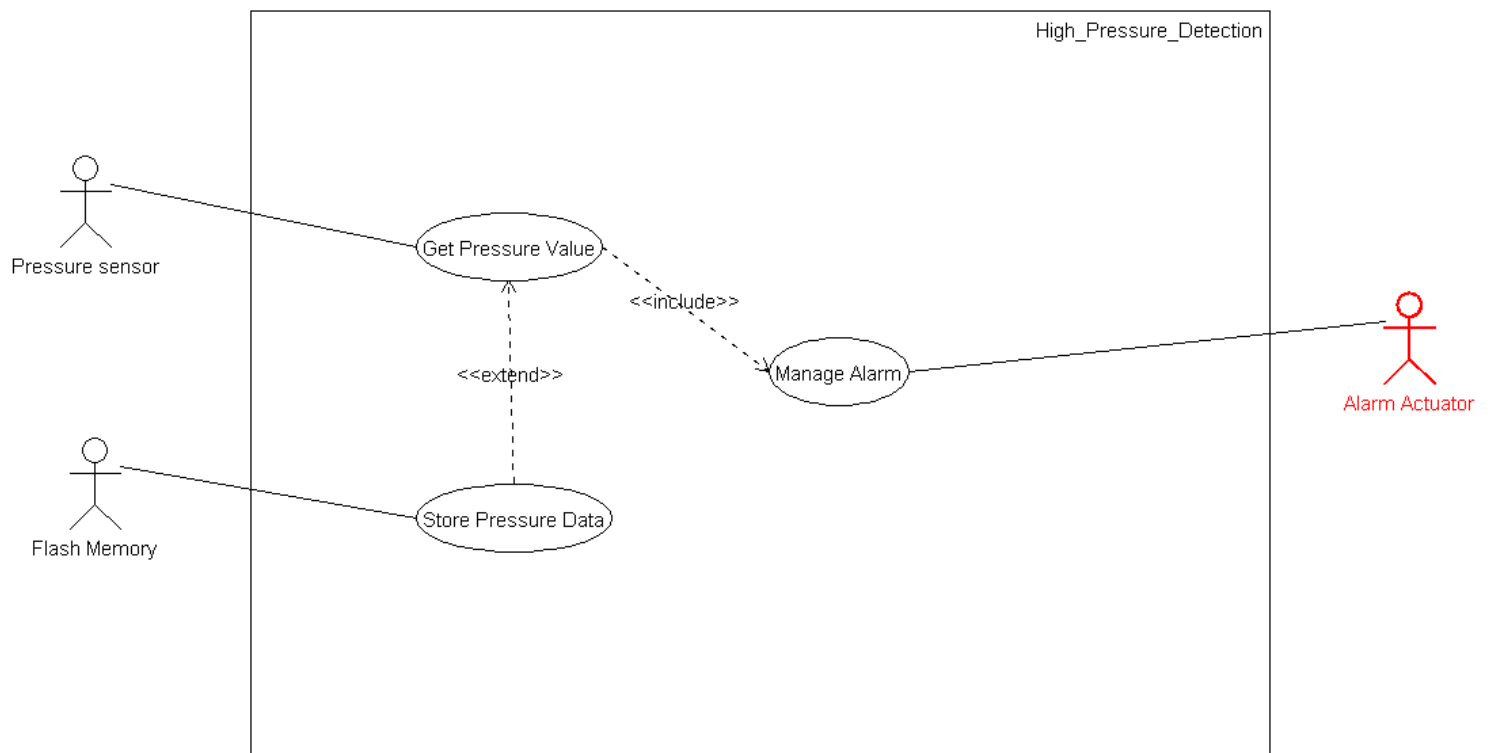 High_Pressure_Detection
Pressure sensor
Get Pressure Value
<<include>>
Manage Alarm
Alarm Actuator
<<extend>>
Flash Memory
Store Pressure Data